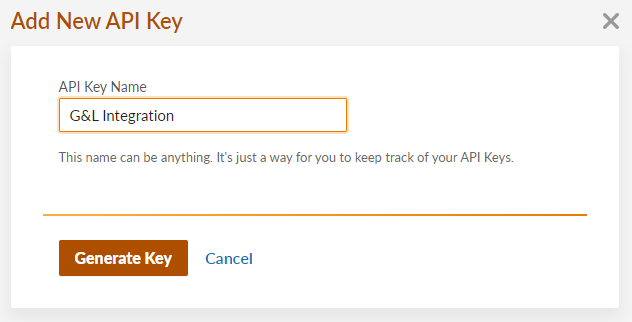 Add New API Key
API Key Name
G&L Integration
This name can be anything. It's just a way for you to keep track of your API Keys.
Generate Key
Cancel